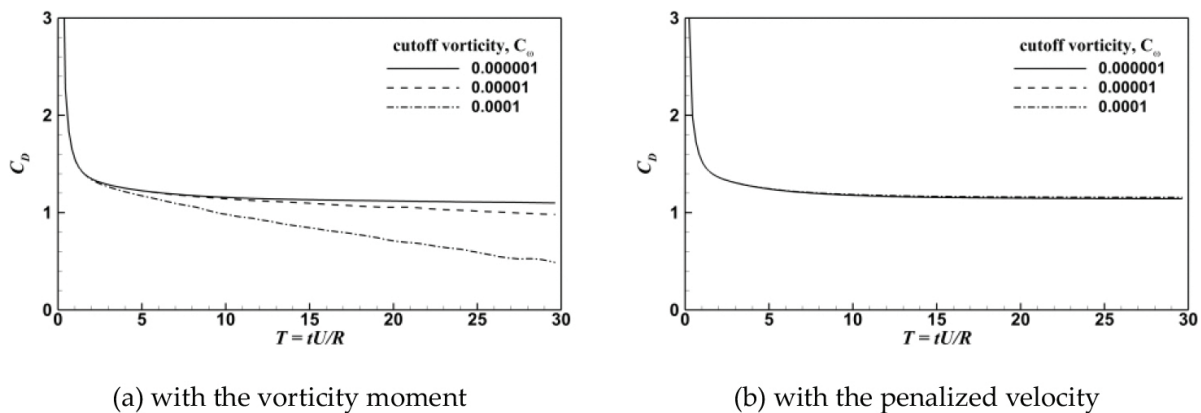 3
2
1
0
C_D
cutoff vorticity, C_ω
0.000001
0.00001
0.0001
0 5 10 15 20 25 30
T = tU/R
(a) with the vorticity moment
3
2
1
0
C_D
cutoff vorticity, C_ω
0.000001
0.00001
0.0001
0 5 10 15 20 25 30
T = tU/R
(b) with the penalized velocity